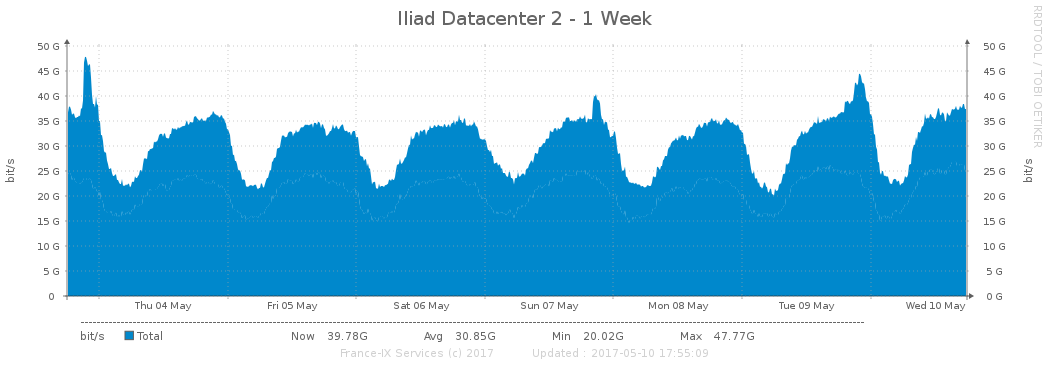 Iliad Datacenter 2 - 1 Week
RRDTOOL / TOBI OETIKER
bit/s
50 G 50 G
45 G 45 G
40 G 40 G
35 G 35 G
30 G 30 G
25 G 25 G
20 G 20 G
15 G 15 G
10 G 10 G
5 G 5 G
0 0 G
bit/s
Thu 04 May Fri 05 May Sat 06 May Sun 07 May Mon 08 May Tue 09 May Wed 10 May
bit/s Total Now 39.78G Avg 30.85G Min 20.02G Max 47.77G
France-IX Services (c) 2017 Updated : 2017-05-10 17:55:09